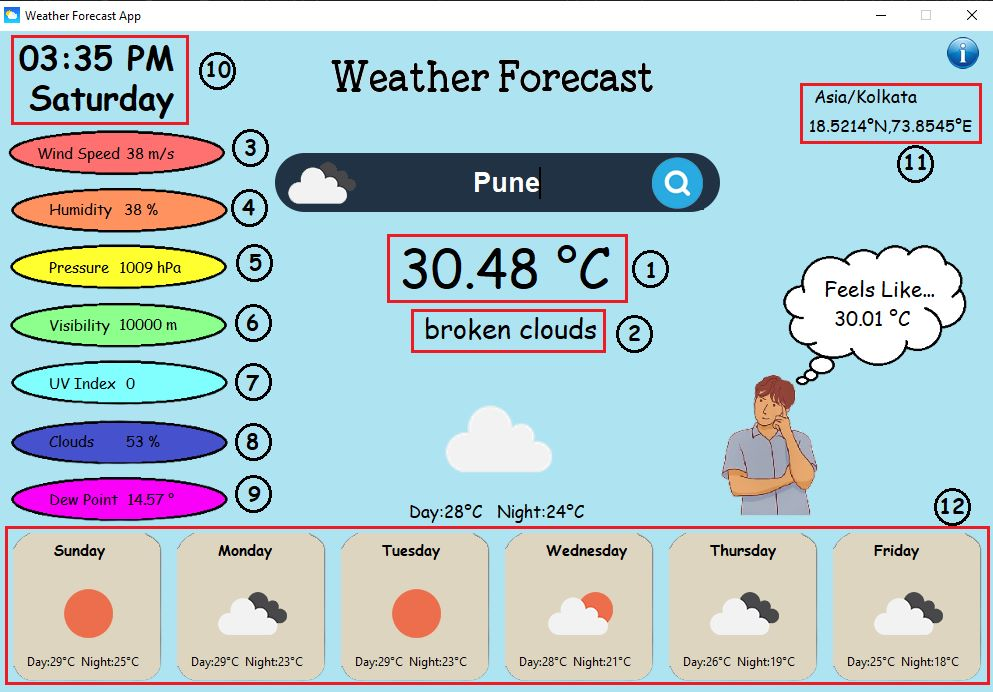 Weather Forecast App
03:35 PM
Saturday
10
Weather Forecast
i
Asia/Kolkata
18.5214°N,73.8545°E
11
Wind Speed 38 m/s
3
Humidity 38 %
4
Pressure 1009 hPa
5
Visibility 10000 m
6
UV Index 0
7
Clouds 53 %
8
Dew Point 14.57 °
9
Pune
30.48 °C
1
broken clouds
2
Feels Like...
30.01 °C
Day:28°C Night:24°C
12
Sunday
Day:29°C Night:25°C
Monday
Day:29°C Night:23°C
Tuesday
Day:29°C Night:23°C
Wednesday
Day:28°C Night:21°C
Thursday
Day:26°C Night:19°C
Friday
Day:25°C Night:18°C